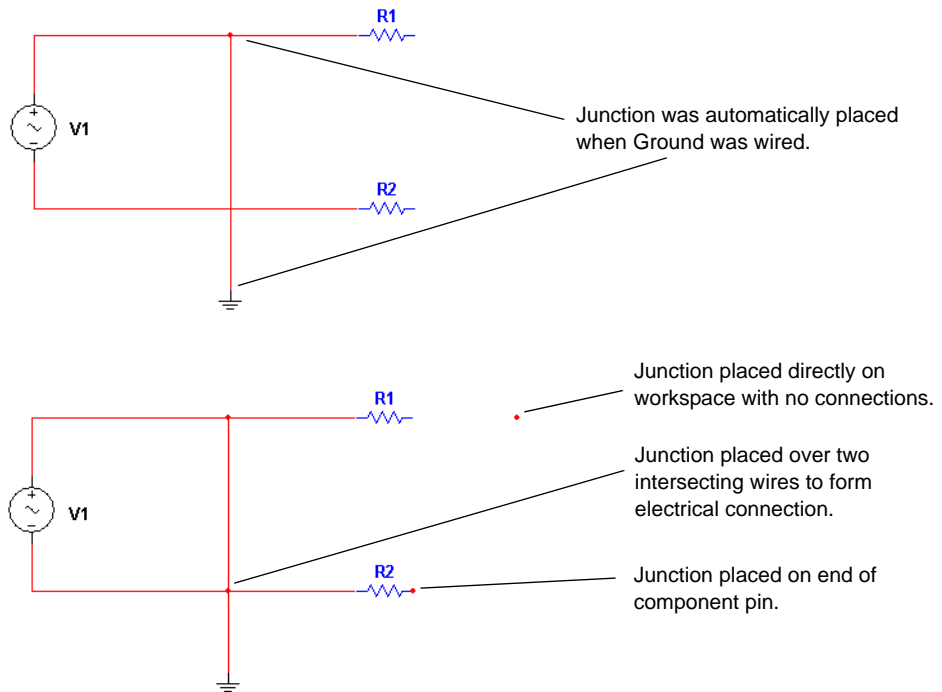 R1
V1
Junction was automatically placed
when Ground was wired.
R2
Junction placed directly on
workspace with no connections.
R1
Junction placed over two
intersecting wires to form
electrical connection.
V1
R2
Junction placed on end of
component pin.